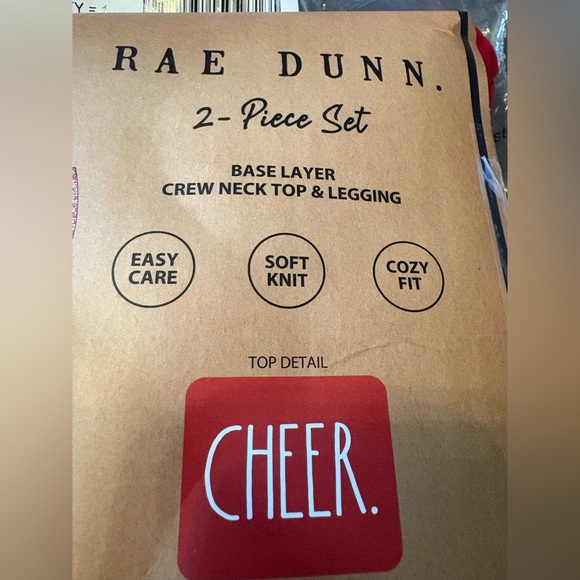 RAE DUNN.
2-Piece Set
BASE LAYER
CREW NECK TOP & LEGGING
EASY
CARE
SOFT
KNIT
COZY
FIT
TOP DETAIL
CHEER.